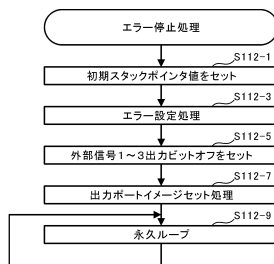 エラー停止処理
S112-1
初期スタックポインタ値をセット
S112-3
エラー設定処理
S112-5
外部信号1～3出力ビットオフをセット
S112-7
出力ポートイメージセット処理
S112-9
永久ループ